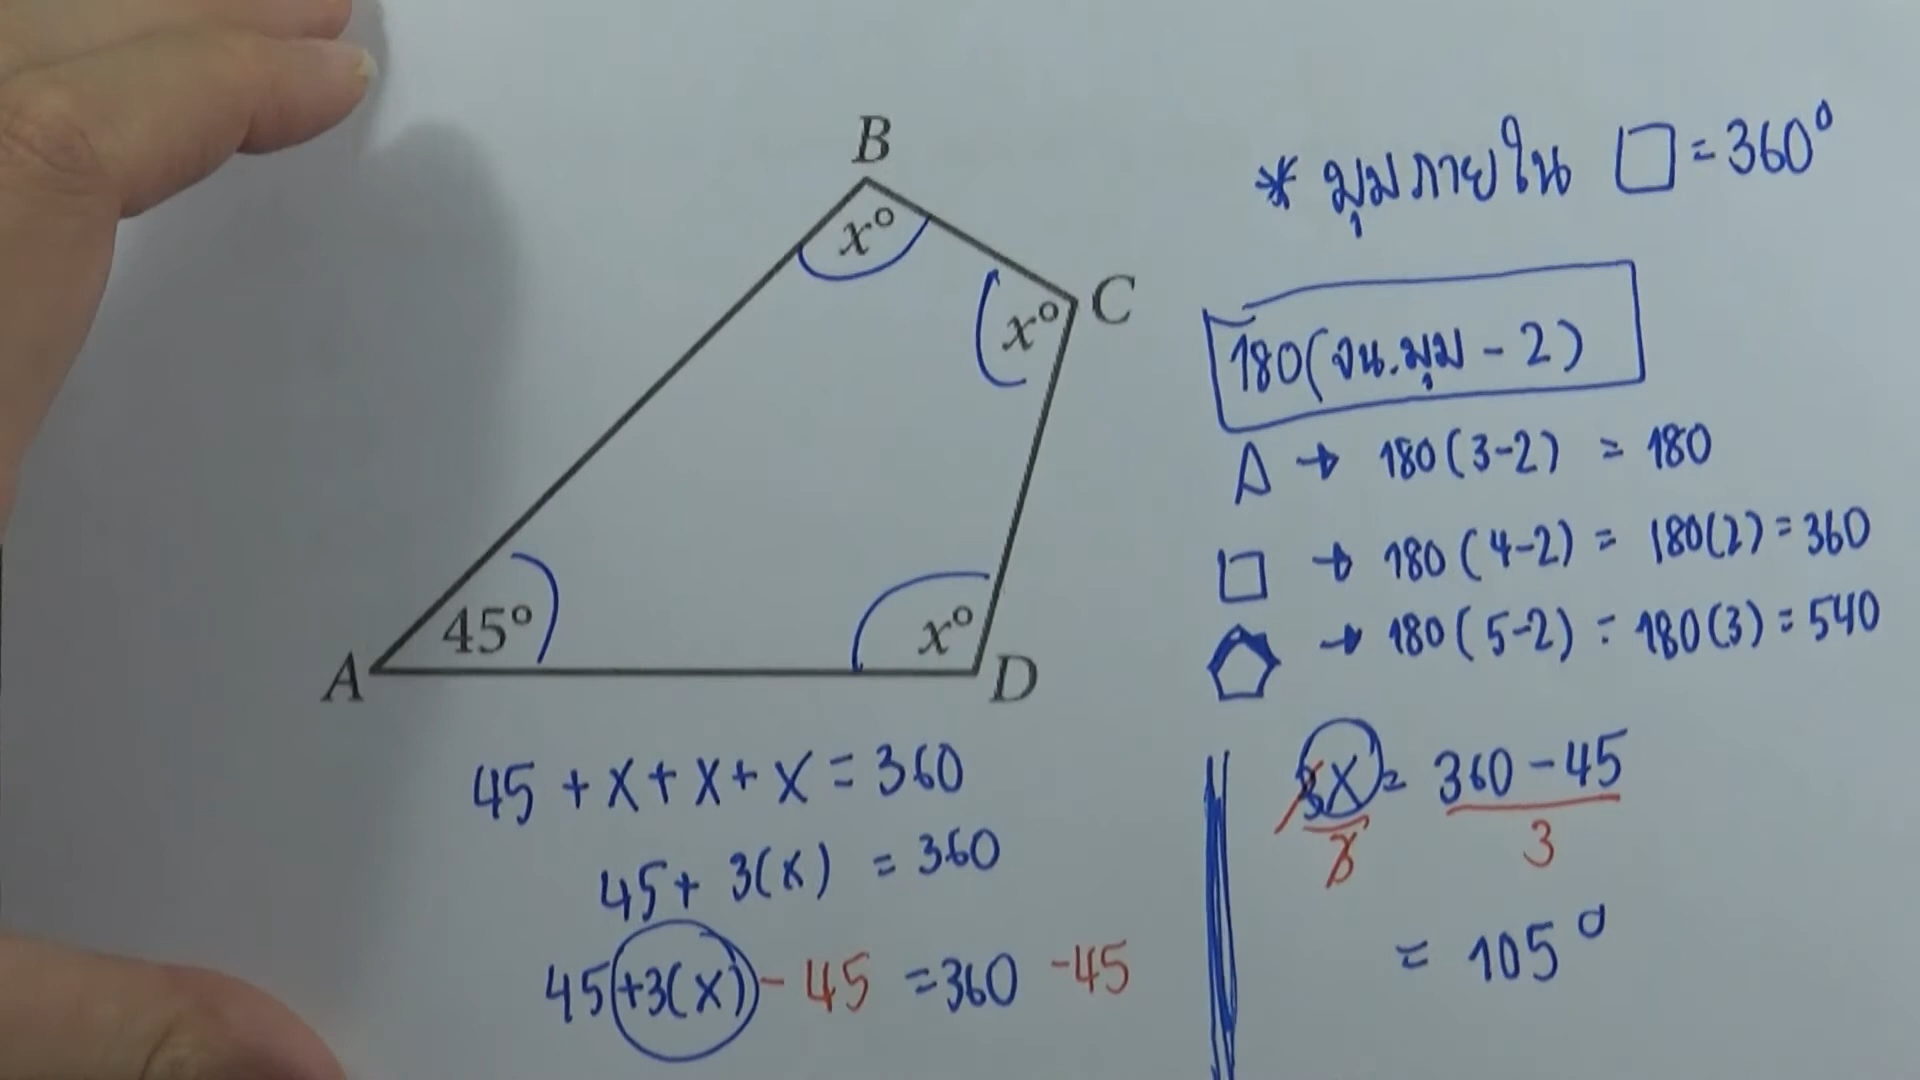 B
x°
C
x°
45°
x°
A
D
* มุมภายใน □ = 360°
180(จน.มุม - 2)
△ → 180(3-2) = 180
□ → 180(4-2) = 180(2) = 360
⬠ → 180(5-2) = 180(3) = 540
45 + x + x + x = 360
45 + 3(x) = 360
45 + 3(x) - 45 = 360 - 45
3x = 360 - 45
3 3
= 105°